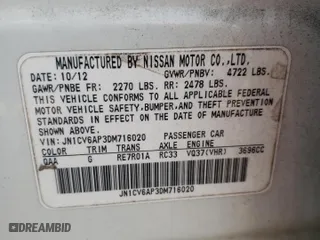 MANUFACTURED BY NISSAN MOTOR CO.,LTD.
DATE: 10/12 GVWR/PNBV: 4722 LBS.
GAWR/PNBE FR: 2270 LBS. RR: 2478 LBS.
THIS VEHICLE CONFORMS TO ALL APPLICABLE FEDERAL
MOTOR VEHICLE SAFETY,BUMPER,AND THEFT PREVENTION
STANDARDS IN EFFECT ON THE DATE OF MANUFACTURE
SHOWN ABOVE.
VIN: JN1CV6AP3DM716020 PASSENGER CAR
COLOR TRIM TRANS AXLE ENGINE
QAA G RE7R01A RC33 VQ37(VHR) 3696CC
JN1CV6AP3DM716020
DEALER.COM